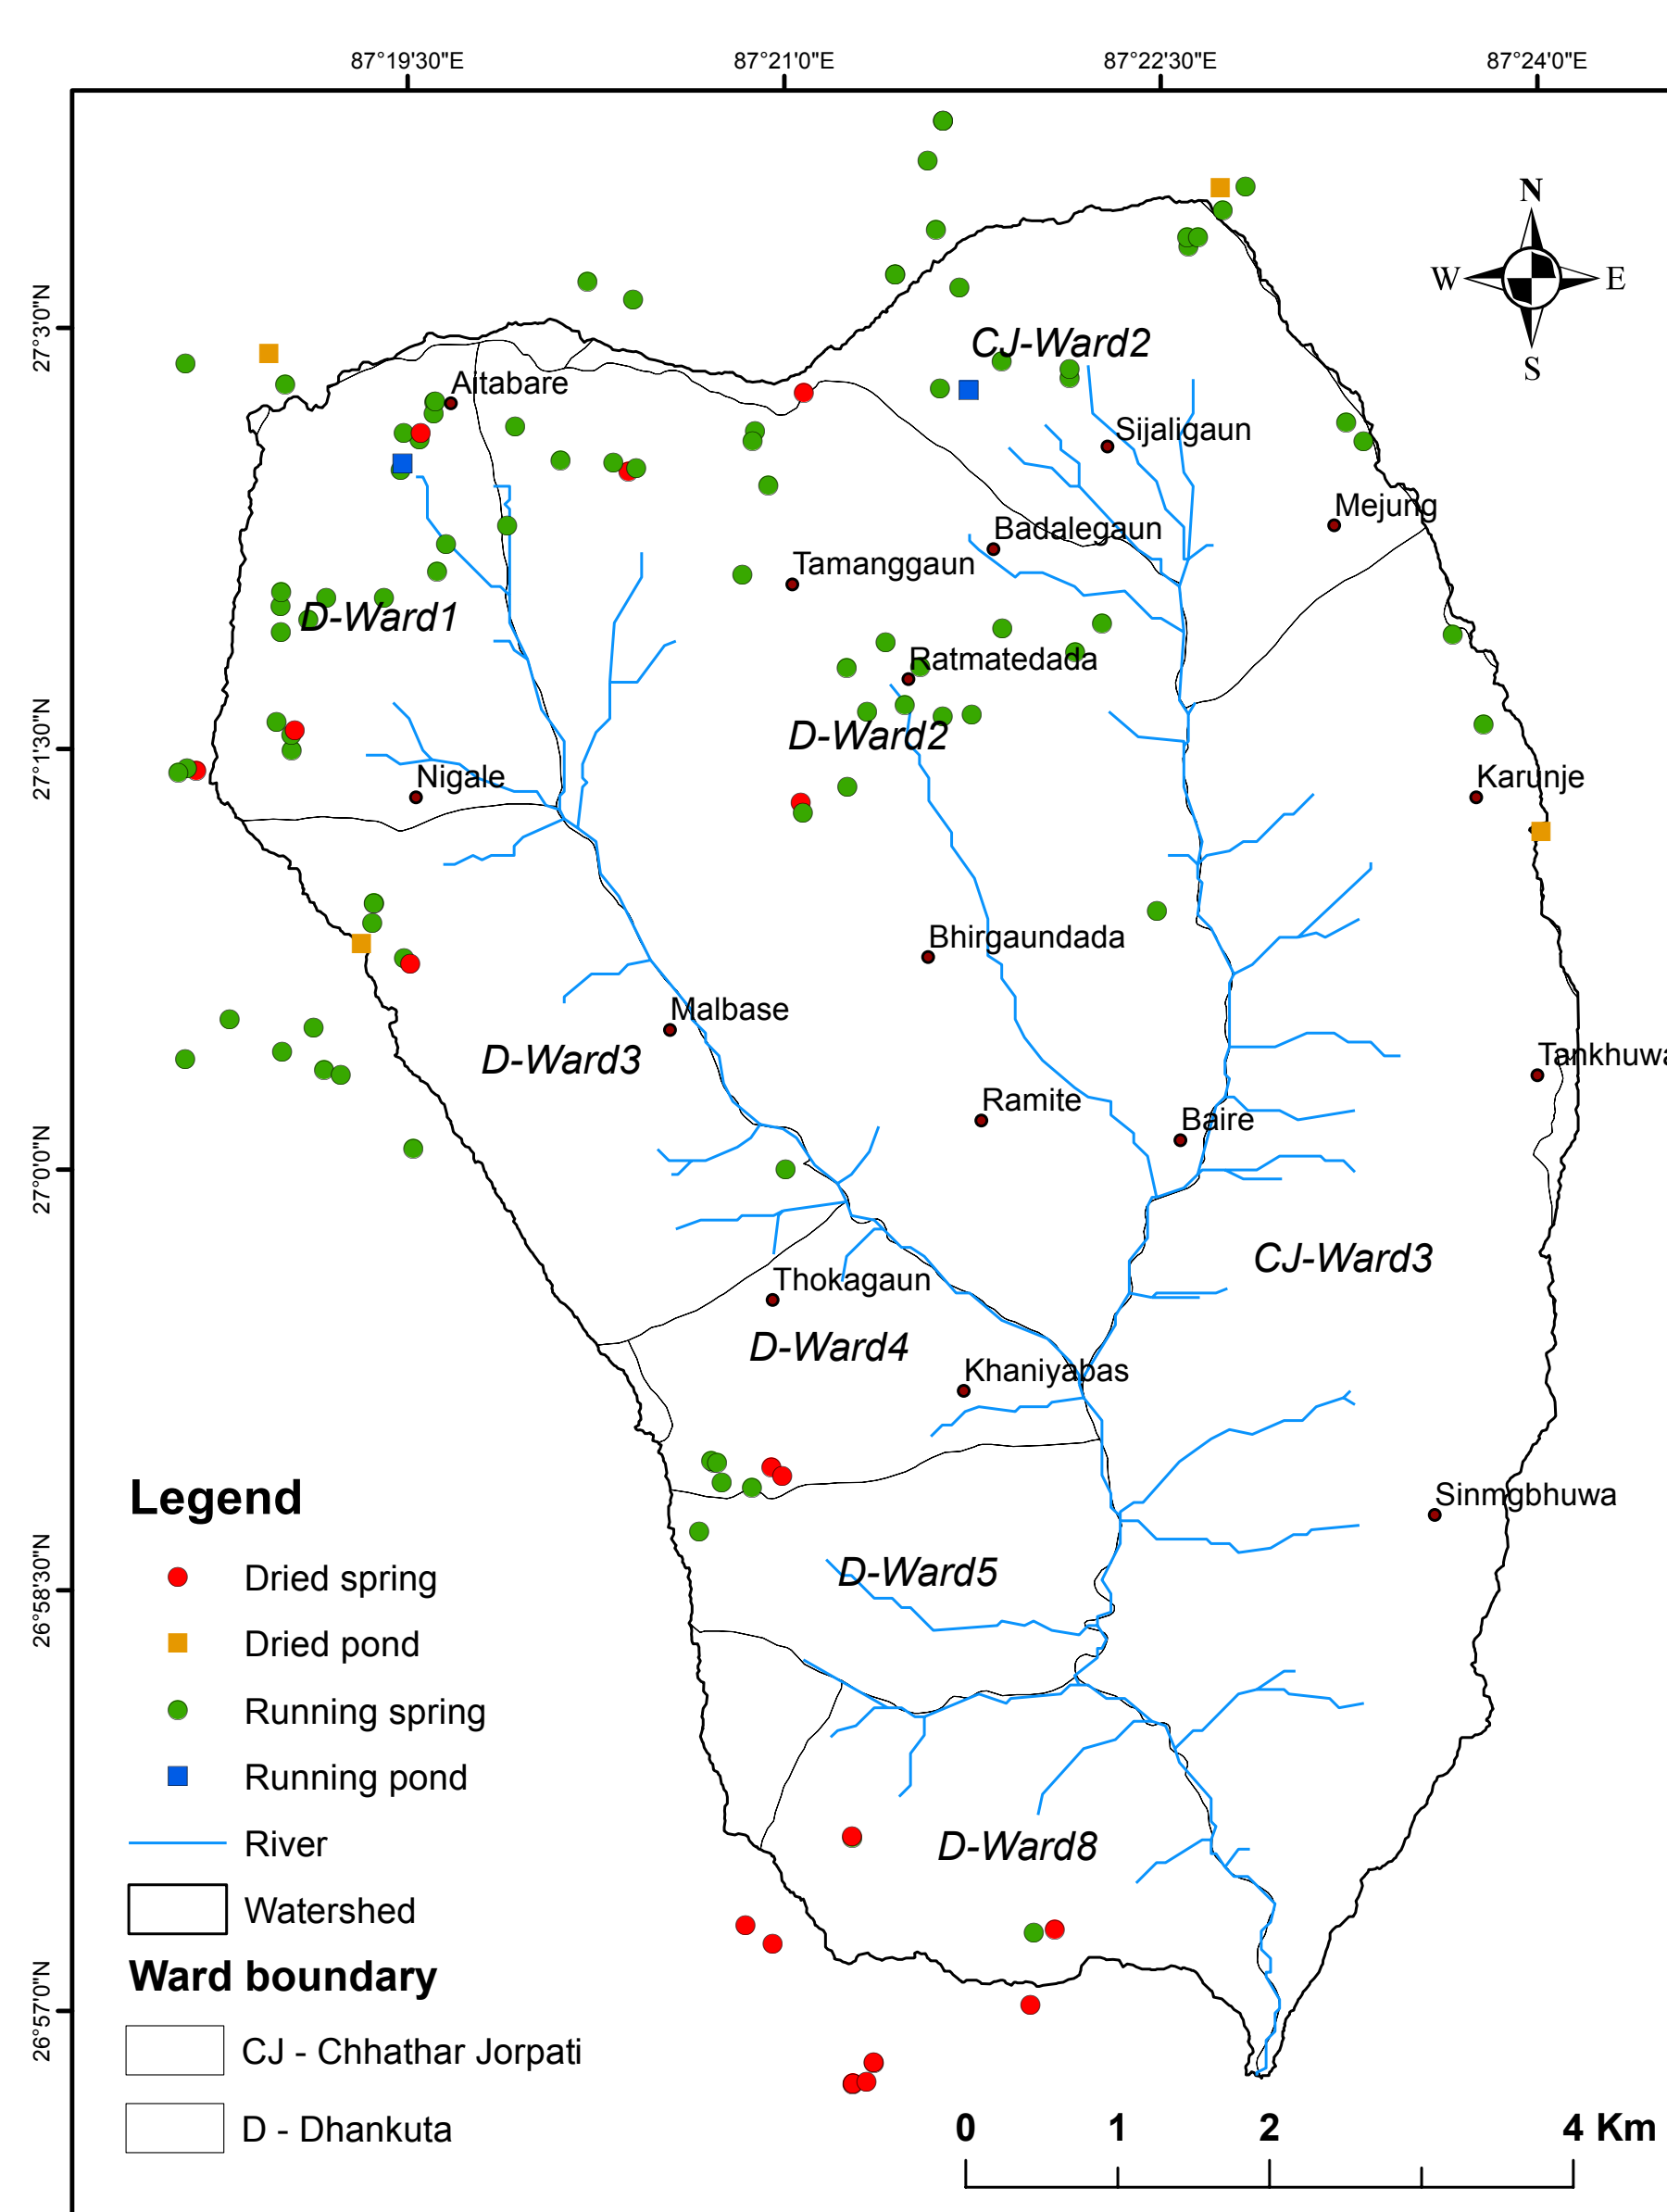 87°19'30"E
87°21'0"E
87°22'30"E
87°24'0"E
N
W
E
S
27°3'0"N
27°1'30"N
27°0'0"N
26°58'30"N
26°57'0"N
CJ-Ward2
Aitabare
Sijaligaun
Mejung
Badalegaun
Tamanggaun
D-Ward1
Ratmatedada
D-Ward2
Nigale
Karunje
Bhirgaundada
Malbase
D-Ward3
Tankhuwa
Ramite
Baire
CJ-Ward3
Thokagaun
D-Ward4
Khaniyabas
Sinmgbhuwa
D-Ward5
D-Ward8
Legend
Dried spring
Dried pond
Running spring
Running pond
River
Watershed
Ward boundary
CJ - Chhathar Jorpati
D - Dhankuta
0 1 2 4 Km